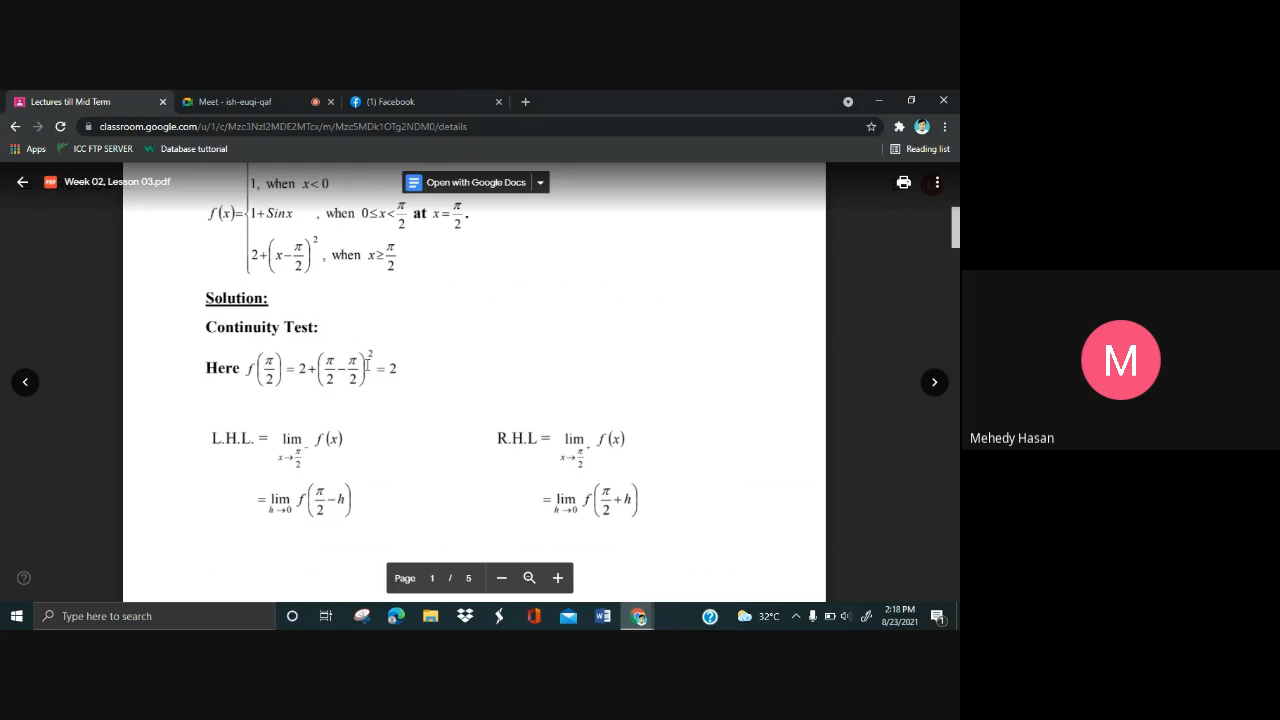 Lectures till Mid Term
Meet - ish-euqi-qaf
(1) Facebook
classroom.google.com/u/1/c/Mzc3NzI2MDE2MTcx/m/Mzc5MDk1OTg2NDM0/details
Apps
ICC FTP SERVER
Database tuttorial
Reading list
PDF
Week 02, Lesson 03.pdf
Open with Google Docs
1, when x<0
f(x)= 1+Sinx , when 0≤x<π/2 at x=π/2.
2+(x−π/2)², when x≥π/2
Solution:
Continuity Test:
Here f(π/2) = 2+(π/2−π/2)² = 2
L.H.L. = lim x→π/2⁻ f(x)
R.H.L = lim x→π/2⁺ f(x)
= lim h→0 f(π/2−h)
= lim h→0 f(π/2+h)
Page 1 / 5
M
Mehedy Hasan
Type here to search
32°C
2:18 PM
8/23/2021
1